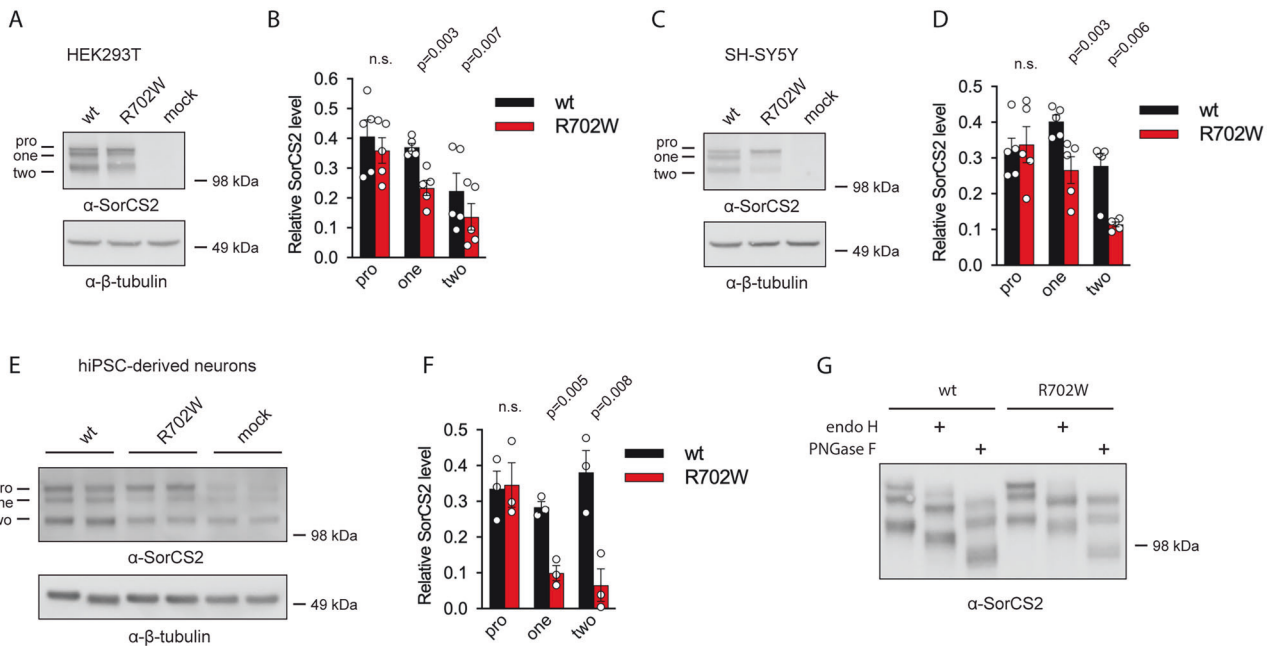 A
HEK293T
wt
R702W
mock
pro
one
two
98 kDa
α-SorCS2
49 kDa
α-β-tubulin
B
n.s.
p=0.003
p=0.007
Relative SorCS2 level
0.6
0.5
0.4
0.3
0.2
0.1
0.0
pro
one
two
wt
R702W
C
SH-SY5Y
wt
R702W
mock
pro
one
two
98 kDa
α-SorCS2
49 kDa
α-β-tubulin
D
n.s.
p=0.003
p=0.006
Relative SorCS2 level
0.5
0.4
0.3
0.2
0.1
0.0
pro
one
two
wt
R702W
E
hiPSC-derived neurons
wt
R702W
mock
ro
ne
wo
98 kDa
α-SorCS2
49 kDa
α-β-tubulin
F
n.s.
p=0.005
p=0.008
Relative SorCS2 level
0.5
0.4
0.3
0.2
0.1
0.0
pro
one
two
wt
R702W
G
wt R702W
endo H + +
PNGase F + +
98 kDa
α-SorCS2